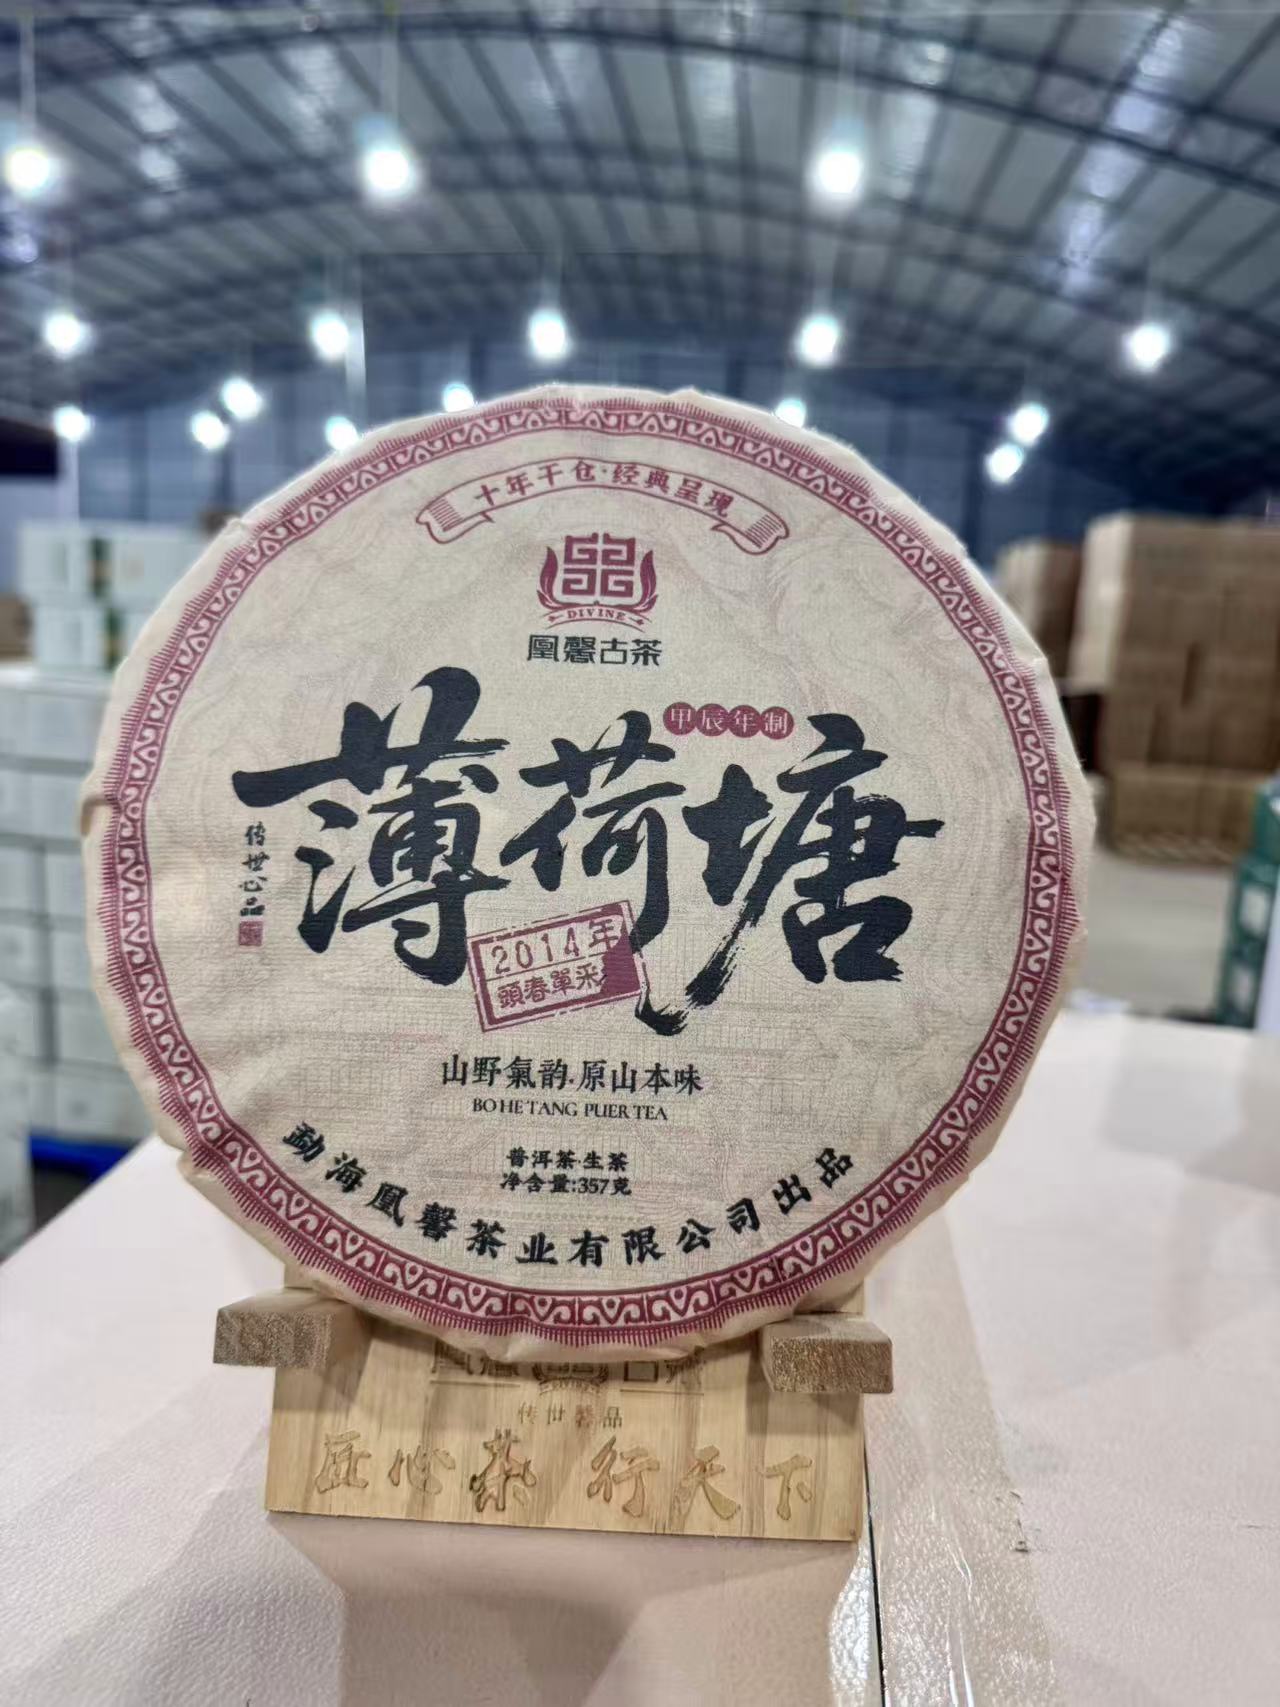 十年干仓·经典呈現
DIVINE
凰馨古茶
甲辰年制
薄荷塘
传世心品
2014年
頭春單采
山野氣韵·原山本味
BO HE TANG PUER TEA
普洱茶·生茶
净含量:357克
勐海凰馨茶业有限公司出品
传世馨品
匠心茶 行天下